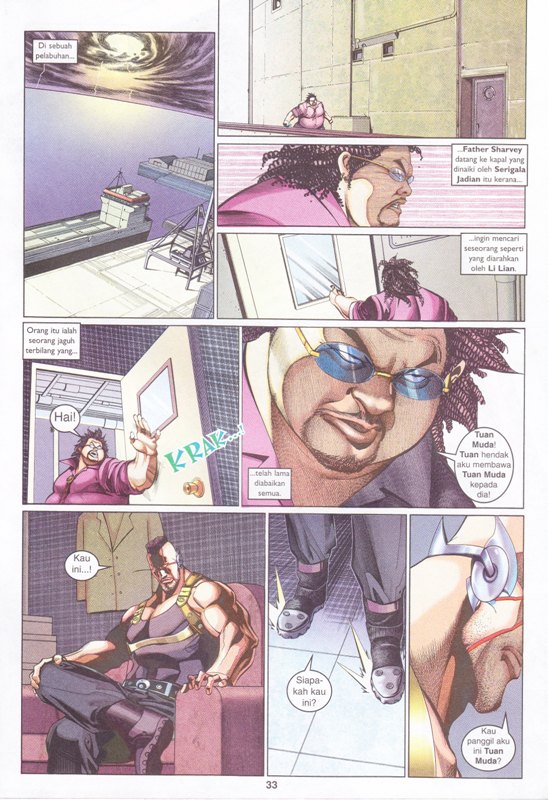 Di sebuah
pelabuhan...
...Father Sharvey
datang ke kapal yang
dinaiki oleh Serigala
Jadian itu kerana...
...ingin mencari
seseorang seperti
yang diarahkan
oleh Li Lian.
Orang itu ialah
seorang jaguh
terbilang yang...
Hai!
KRAK...!
...telah lama
diabaikan
semua.
Tuan
Muda!
Tuan hendak
aku membawa
Tuan Muda
kepada
dia!
Kau
ini...!
Siapa-
kah kau
ini?
Kau
panggil aku
ini Tuan
Muda?
33